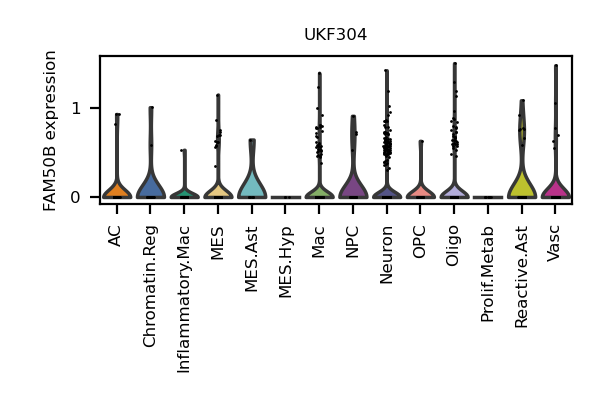 UKF304
FAM50B expression
1
0
AC
Chromatin.Reg
Inflammatory.Mac
MES
MES.Ast
MES.Hyp
Mac
NPC
Neuron
OPC
Oligo
Prolif.Metab
Reactive.Ast
Vasc